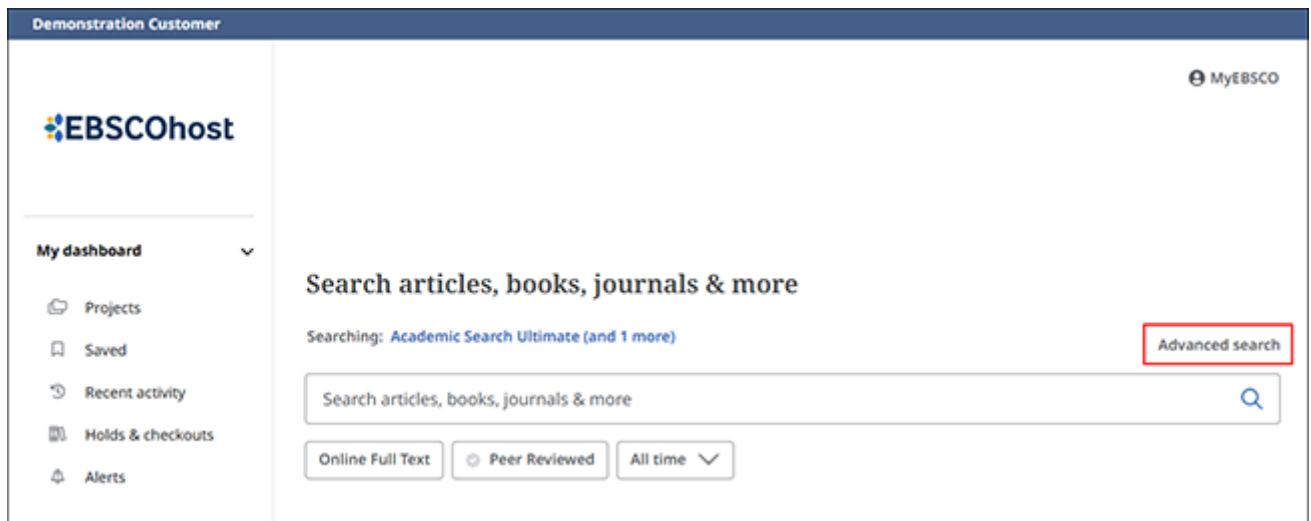 Demonstration Customer
MyEBSCO
EBSCOhost
My dashboard
Projects
Saved
Recent activity
Holds & checkouts
Alerts
Search articles, books, journals & more
Searching: Academic Search Ultimate (and 1 more)
Advanced search
Search articles, books, journals & more
Online Full Text
Peer Reviewed
All time